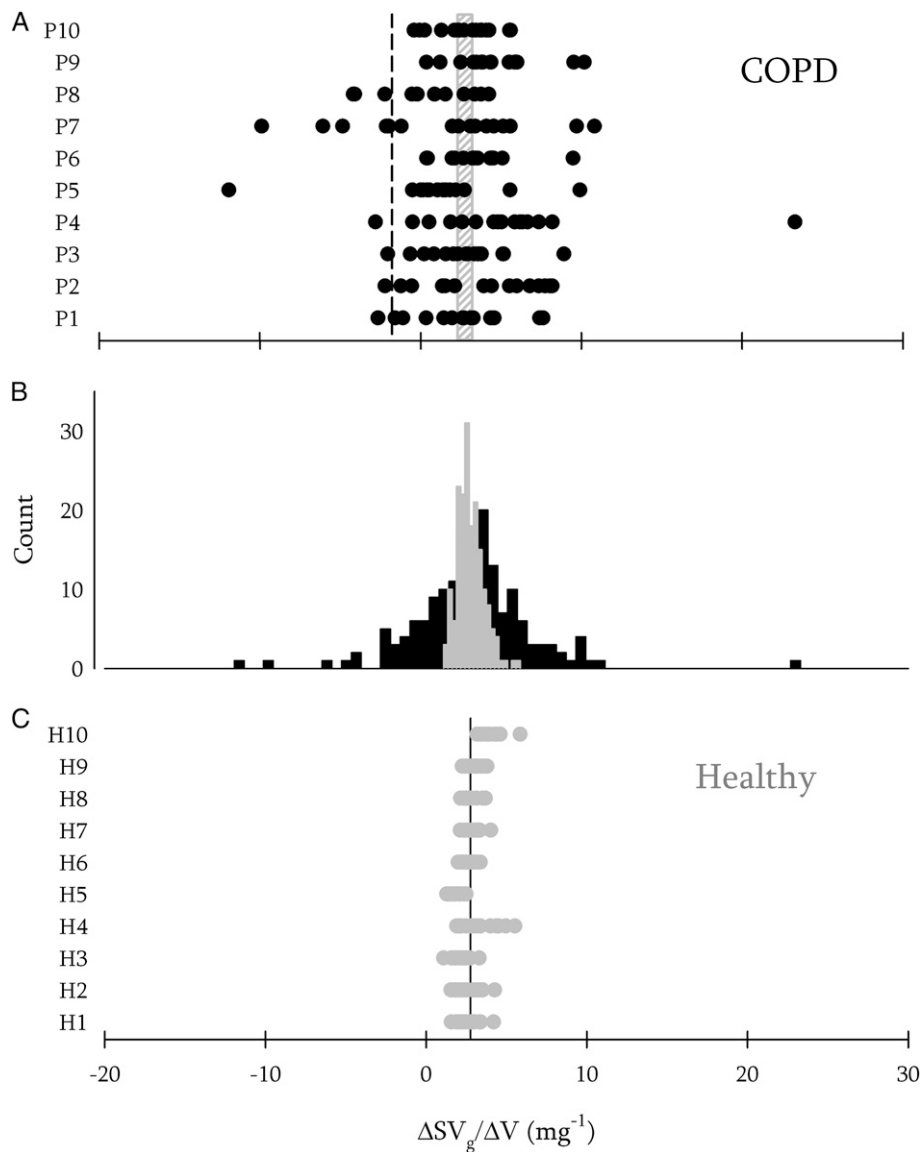 A
COPD
P10
P9
P8
P7
P6
P5
P4
P3
P2
P1
B
Count
30
20
10
0
C
Healthy
H10
H9
H8
H7
H6
H5
H4
H3
H2
H1
-20 -10 0 10 20 30
ΔSVg/ΔV (mg⁻¹)